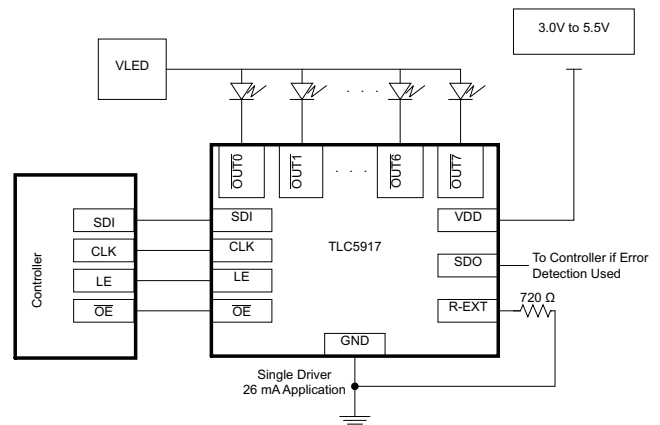 3.0V to 5.5V
VLED
. . .
OUT0
OUT1
OUT6
OUT7
. . .
Controller
SDI
CLK
LE
OE
SDI
CLK
LE
OE
TLC5917
VDD
SDO
R-EXT
GND
To Controller if Error
Detection Used
720 Ω
Single Driver
26 mA Application